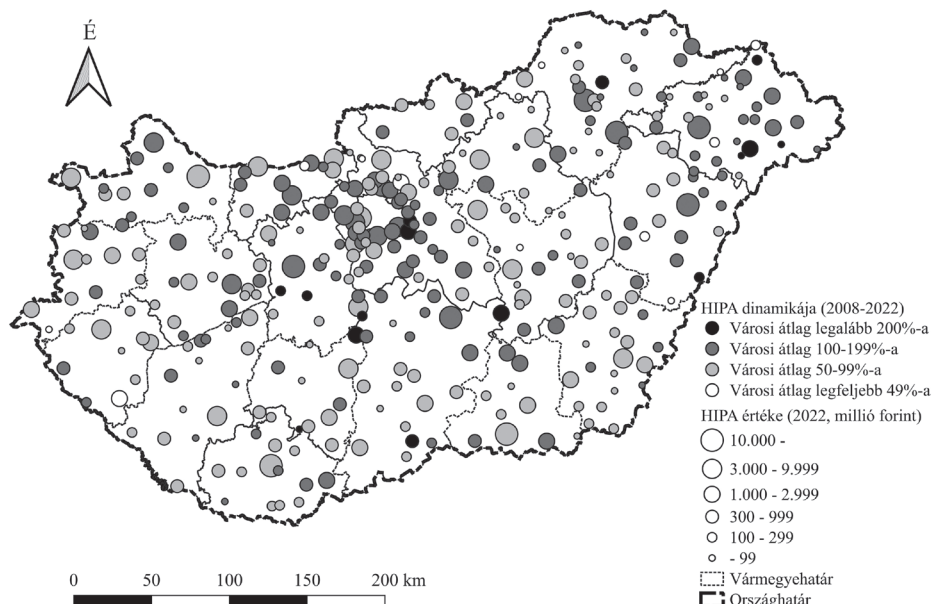 É
HIPA dinamikája (2008-2022)
Városi átlag legalább 200%-a
Városi átlag 100-199%-a
Városi átlag 50-99%-a
Városi átlag legfeljebb 49%-a
HIPA értéke (2022, millió forint)
10.000 -
3.000 - 9.999
1.000 - 2.999
300 - 999
100 - 299
- 99
Vármegyehatár
Országhatár
0 50 100 150 200 km